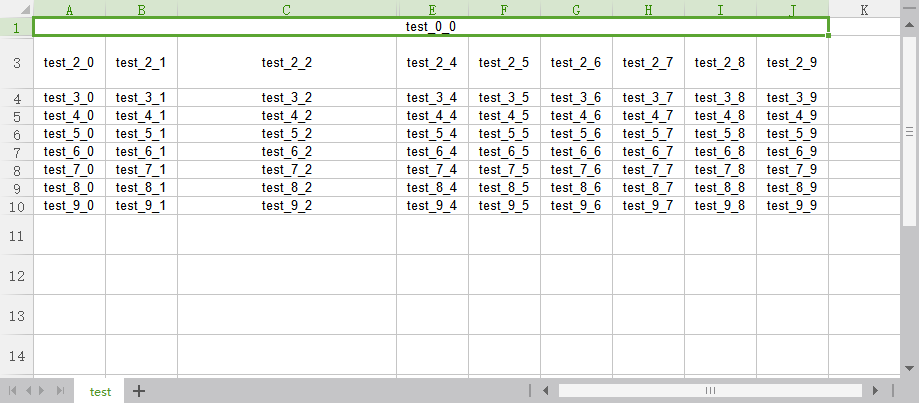 A B C E F G H I J K
1 test_0_0
3 test_2_0 test_2_1 test_2_2 test_2_4 test_2_5 test_2_6 test_2_7 test_2_8 test_2_9
4 test_3_0 test_3_1 test_3_2 test_3_4 test_3_5 test_3_6 test_3_7 test_3_8 test_3_9
5 test_4_0 test_4_1 test_4_2 test_4_4 test_4_5 test_4_6 test_4_7 test_4_8 test_4_9
6 test_5_0 test_5_1 test_5_2 test_5_4 test_5_5 test_5_6 test_5_7 test_5_8 test_5_9
7 test_6_0 test_6_1 test_6_2 test_6_4 test_6_5 test_6_6 test_6_7 test_6_8 test_6_9
8 test_7_0 test_7_1 test_7_2 test_7_4 test_7_5 test_7_6 test_7_7 test_7_8 test_7_9
9 test_8_0 test_8_1 test_8_2 test_8_4 test_8_5 test_8_6 test_8_7 test_8_8 test_8_9
10 test_9_0 test_9_1 test_9_2 test_9_4 test_9_5 test_9_6 test_9_7 test_9_8 test_9_9
11
12
13
14
test